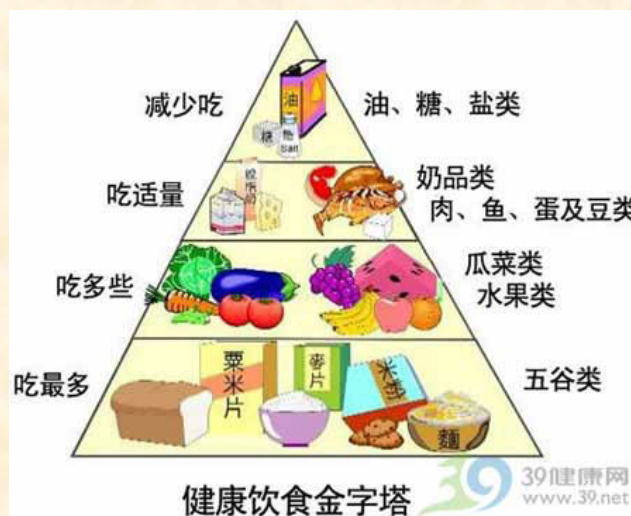 减少吃
油
糖
鹽
Salt
油、糖、盐类
吃适量
奶品类
肉、鱼、蛋及豆类
吃多些
瓜菜类
水果类
吃最多
粟米片
麥片
米粉
麵
五谷类
健康饮食金字塔
39健康网
www.39.net